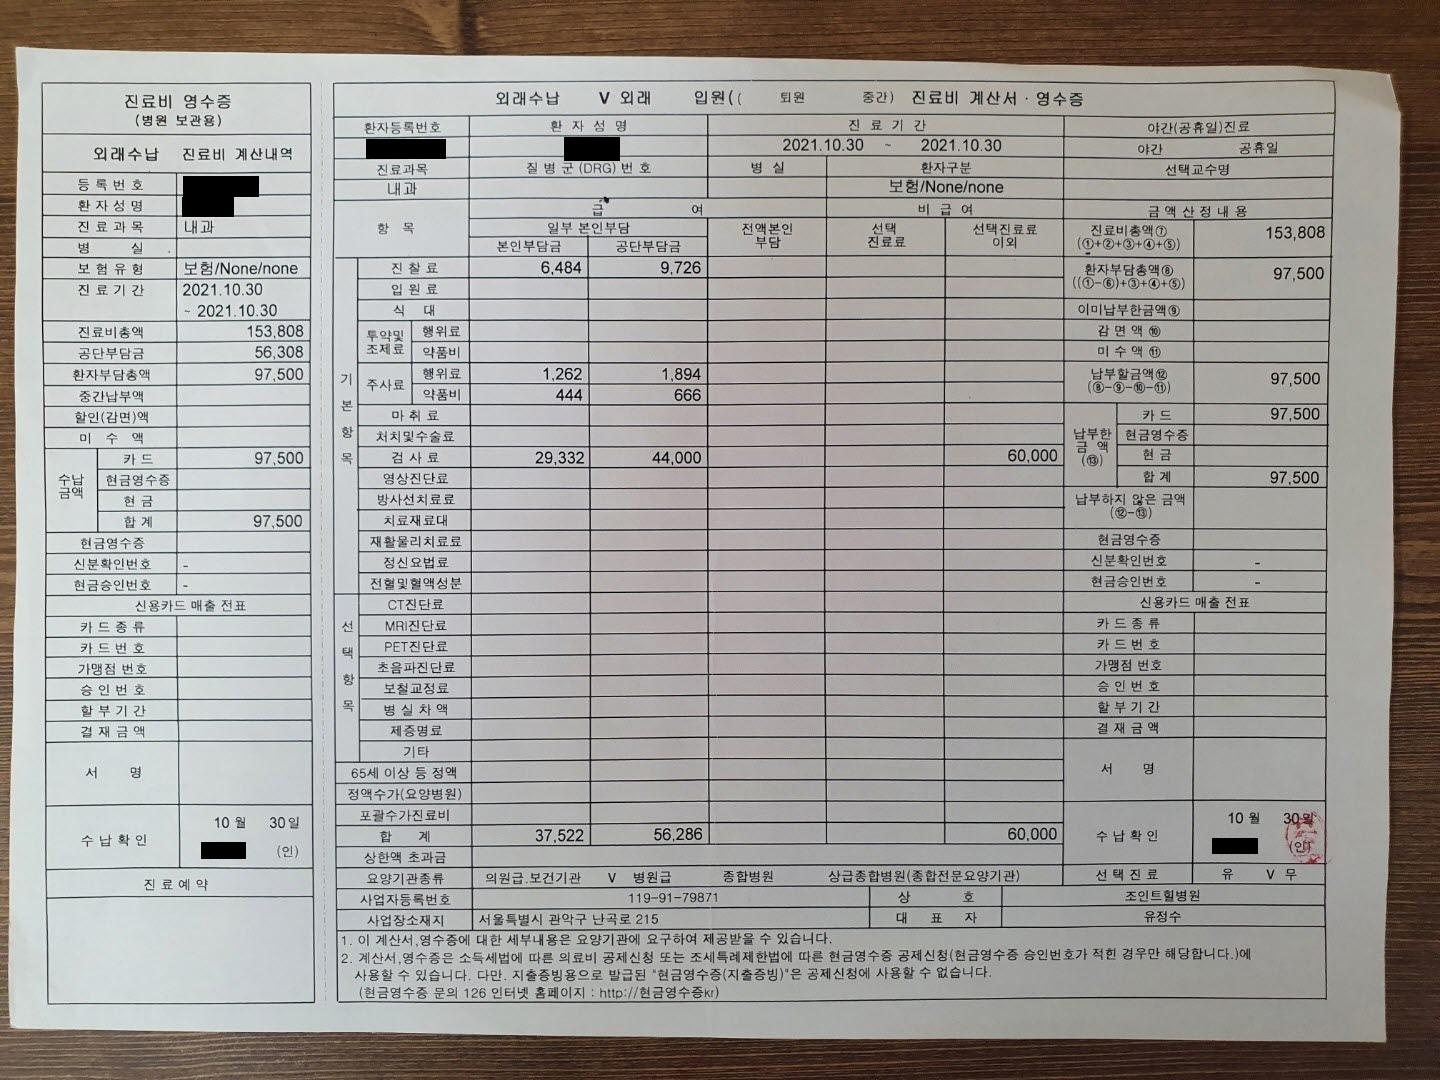 진료비 영수증
(병원 보관용)
외래수납 진료비 계산내역
등록번호
환자성명
진료과목 내과
병 실
보험유형 보험/None/none
진료기간 2021.10.30
~ 2021.10.30
진료비총액 153,808
공단부담금 56,308
환자부담총액 97,500
중간납부액
할인(감면)액
미 수 액
수납금액 카드 97,500
현금영수증
현금
합계 97,500
현금영수증
신분확인번호 -
현금승인번호 -
신용카드 매출 전표
카드종류
카드번호
가맹점 번호
승인번호
할부기간
결재금액
서 명
수납확인 10 월 30 일
(인)
진료예약
외래수납 V 외래 입원(( 퇴원 중간) 진료비 계산서 · 영수증
환자등록번호 환자성명 진료기간 야간(공휴일)진료
2021.10.30 ~ 2021.10.30 야간 공휴일
진료과목 질병군(DRG)번호 병실 환자구분 선택교수명
내과 보험/None/none
항 목 급 여 비급여 금액산정내용
일부 본인부담 전액본인부담 선택진료료 선택진료료이외
본인부담금 공단부담금
기본항목
진찰료 6,484 9,726
입원료
식 대
투약및조제료 행위료
약품비
주사료 행위료 1,262 1,894
약품비 444 666
마취료
처치및수술료
검사료 29,332 44,000 60,000
영상진단료
방사선치료료
치료재료대
재활물리치료료
정신요법료
전혈및혈액성분
선택항목
CT진단료
MRI진단료
PET진단료
초음파진단료
보철교정료
병실차액
제증명료
기타
65세 이상 등 정액
정액수가(요양병원)
포괄수가진료비
합 계 37,522 56,286 60,000
상한액 초과금
진료비총액⑦ 153,808
(①+②+③+④+⑤)
환자부담총액⑧ 97,500
((①-⑥)+③+④+⑤)
이미납부한금액⑨
감면액⑩
미수액⑪
납부할금액⑫ 97,500
(⑧-⑨-⑩-⑪)
납부한금액(⑬) 카드 97,500
현금영수증
현금
합계 97,500
납부하지 않은 금액
(⑫-⑬)
현금영수증
신분확인번호 -
현금승인번호 -
신용카드 매출 전표
카드종류
카드번호
가맹점 번호
승인번호
할부기간
결재금액
서 명
수납확인 10 월 30 일
(인)
요양기관종류 의원급.보건기관 V 병원급 종합병원 상급종합병원(종합전문요양기관) 선택진료 유 V 무
사업자등록번호 119-91-79871 상 호 조인트힐병원
사업장소재지 서울특별시 관악구 난곡로 215 대 표 자 유정수
1. 이 계산서,영수증에 대한 세부내용은 요양기관에 요구하여 제공받을 수 있습니다.
2. 계산서,영수증은 소득세법에 따른 의료비 공제신청 또는 조세특례제한법에 따른 현금영수증 공제신청(현금영수증 승인번호가 적힌 경우만 해당합니다.)에
사용할 수 있습니다. 다만. 지출증빙용으로 발급된 "현금영수증(지출증빙)"은 공제신청에 사용할 수 없습니다.
(현금영수증 문의 126 인터넷 홈페이지 : http://현금영수증kr)